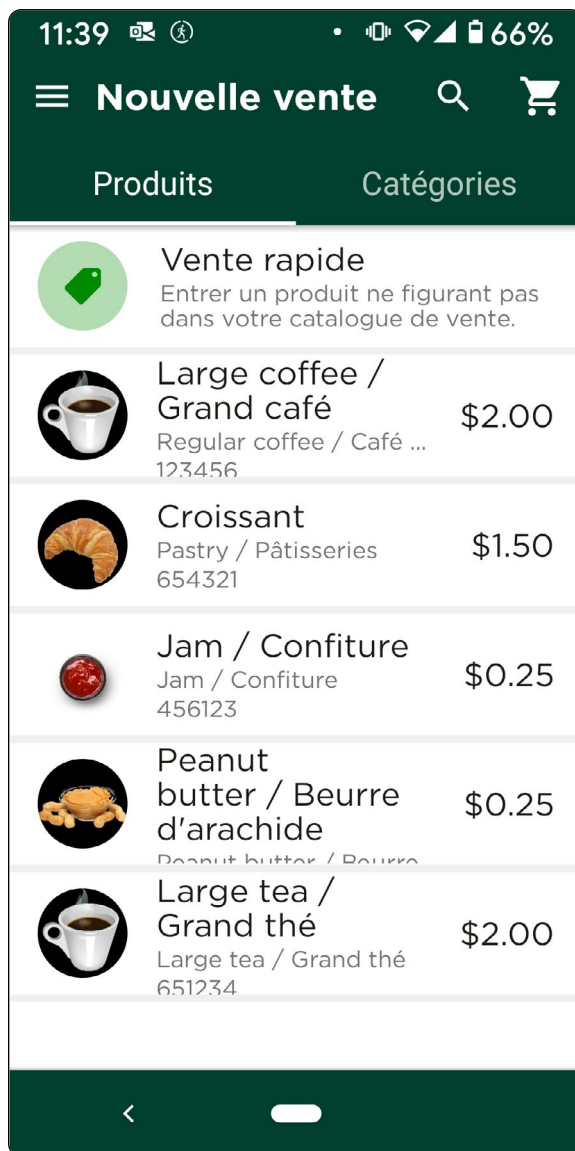 11:39
66%
Nouvelle vente
Produits
Catégories
Vente rapide
Entrer un produit ne figurant pas
dans votre catalogue de vente.
Large coffee /
Grand café
$2.00
Regular coffee / Café ...
123456
Croissant
$1.50
Pastry / Pâtisseries
654321
Jam / Confiture
$0.25
Jam / Confiture
456123
Peanut
butter / Beurre
$0.25
d'arachide
Peanut butter / Beurre
Large tea /
Grand thé
$2.00
Large tea / Grand thé
651234